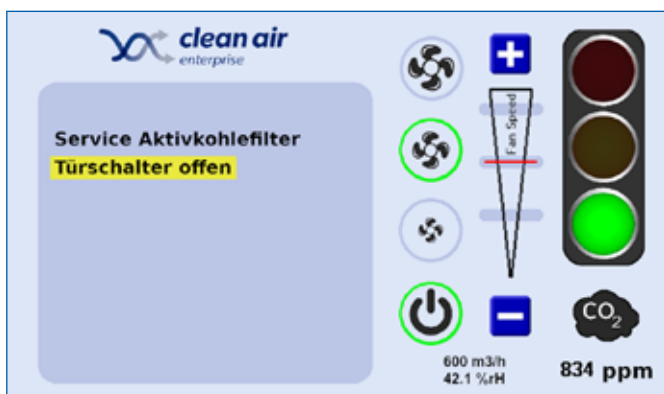 clean air
enterprise
Service Aktivkohlefilter
Türschalter offen
Fan Speed
600 m3/h
42.1 %rH
CO2
834 ppm